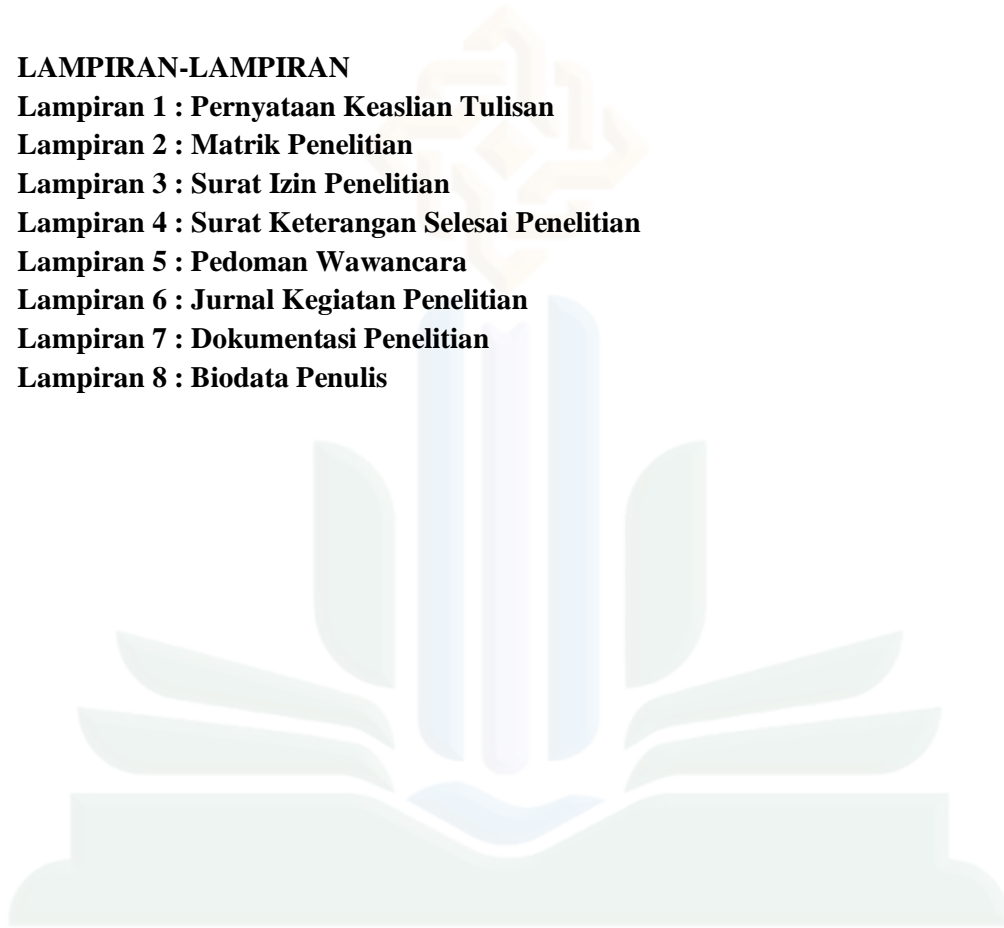 LAMPIRAN-LAMPIRAN
Lampiran 1 : Pernyataan Keaslian Tulisan
Lampiran 2 : Matrik Penelitian
Lampiran 3 : Surat Izin Penelitian
Lampiran 4 : Surat Keterangan Selesai Penelitian
Lampiran 5 : Pedoman Wawancara
Lampiran 6 : Jurnal Kegiatan Penelitian
Lampiran 7 : Dokumentasi Penelitian
Lampiran 8 : Biodata Penulis